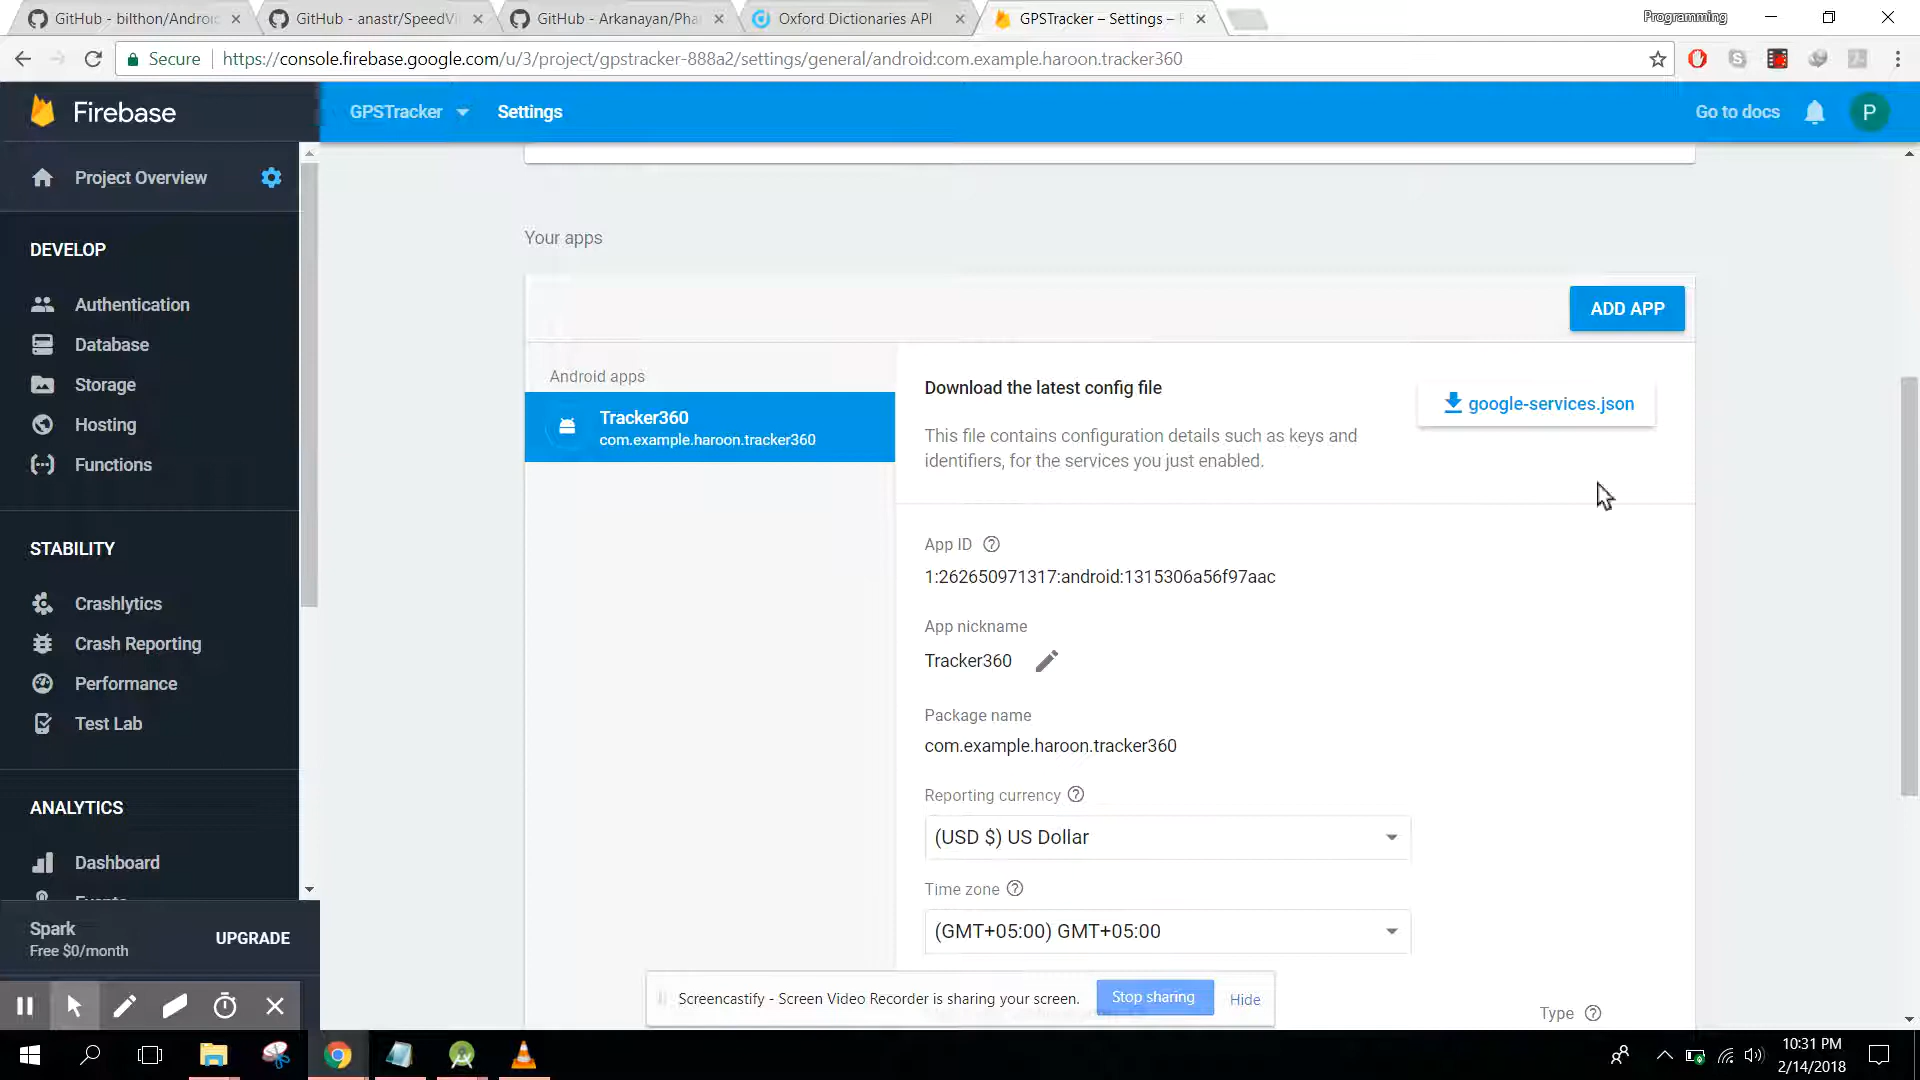 GitHub - bilthon/Androi
GitHub - anastr/SpeedVi
GitHub - Arkanayan/Pha
Oxford Dictionaries API
GPSTracker – Settings – F
Programming
Secure
https://console.firebase.google.com/u/3/project/gpstracker-888a2/settings/general/android:com.example.haroon.tracker360
Firebase
GPSTracker
Settings
Go to docs
P
Project Overview
DEVELOP
Authentication
Database
Storage
Hosting
Functions
STABILITY
Crashlytics
Crash Reporting
Performance
Test Lab
ANALYTICS
Dashboard
Events
Spark
Free $0/month
UPGRADE
Your apps
ADD APP
Android apps
Tracker360
com.example.haroon.tracker360
Download the latest config file
google-services.json
This file contains configuration details such as keys and
identifiers, for the services you just enabled.
App ID
1:262650971317:android:1315306a56f97aac
App nickname
Tracker360
Package name
com.example.haroon.tracker360
Reporting currency
(USD $) US Dollar
Time zone
(GMT+05:00) GMT+05:00
Type
Screencastify - Screen Video Recorder is sharing your screen.
Stop sharing
Hide
10:31 PM
2/14/2018